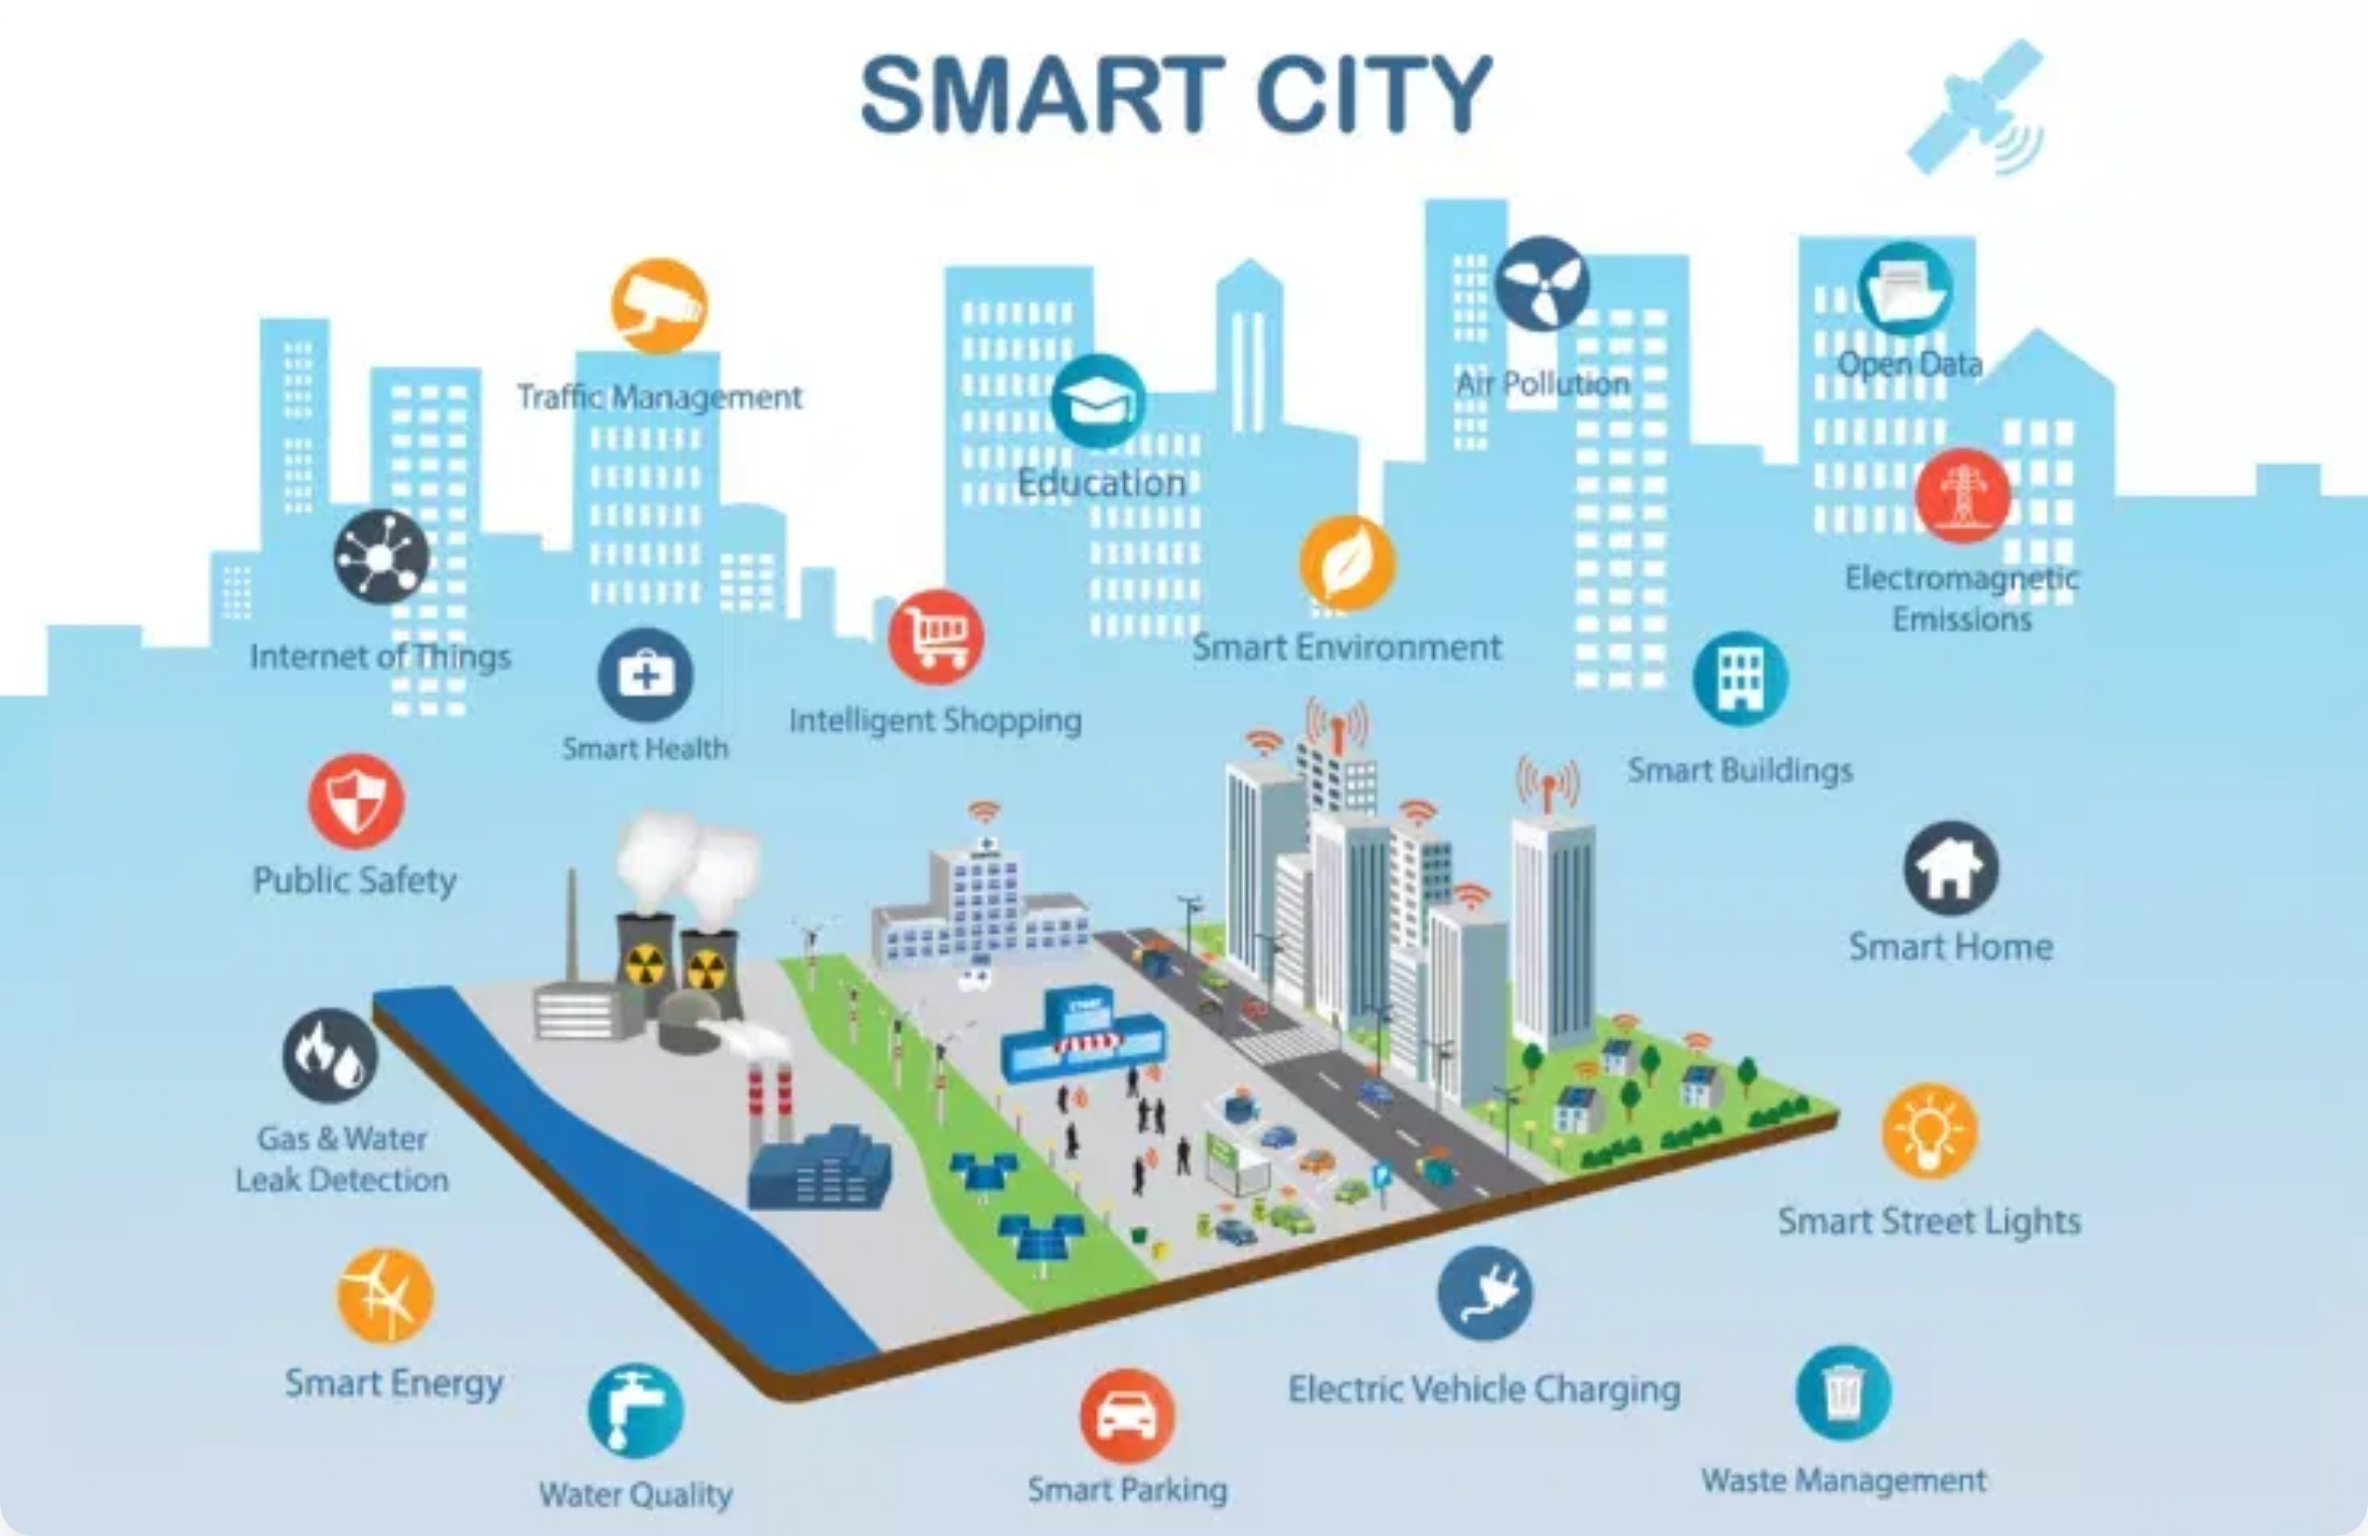 SMART CITY
Traffic Management
Education
Air Pollution
Open Data
Internet of Things
Smart Health
Intelligent Shopping
Smart Environment
Electromagnetic
Emissions
Smart Buildings
Public Safety
Smart Home
Gas & Water
Leak Detection
Smart Street Lights
Smart Energy
Water Quality
Smart Parking
Electric Vehicle Charging
Waste Management
P